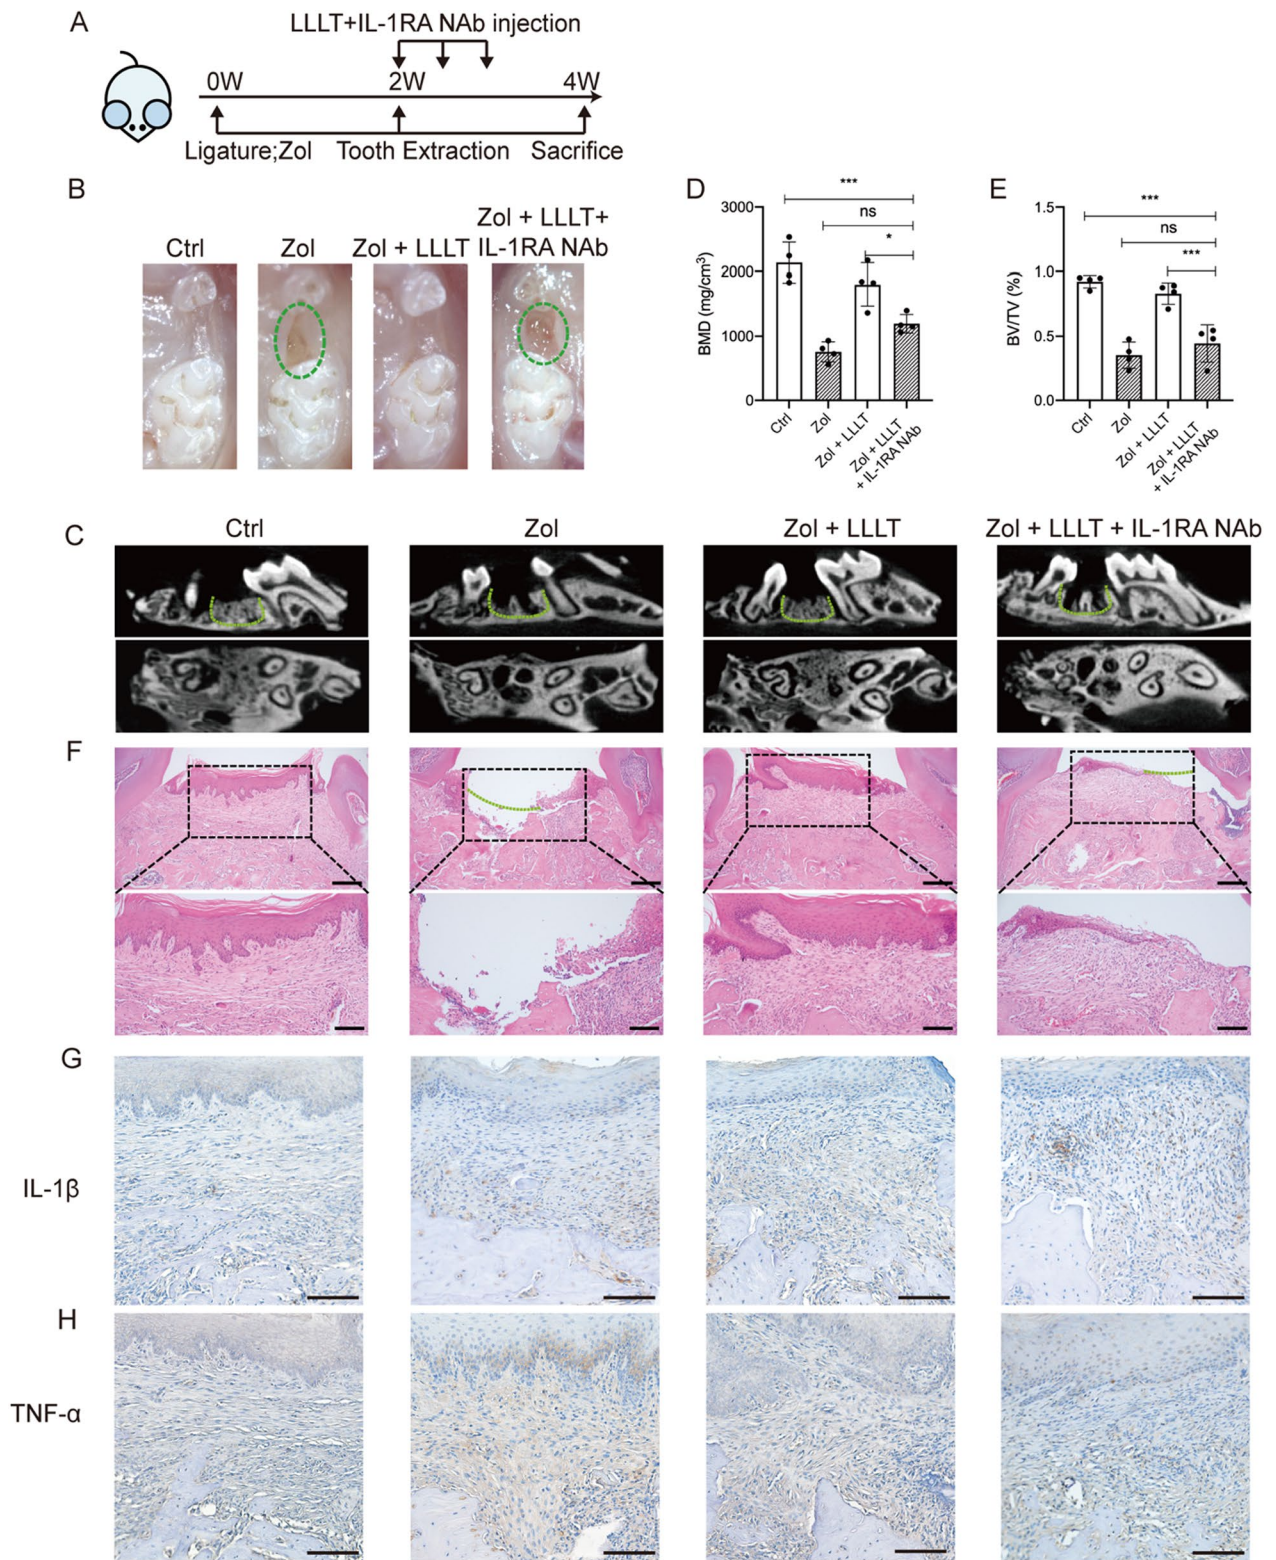 A
LLLT+IL-1RA NAb injection
0W 2W 4W
Ligature;Zol Tooth Extraction Sacrifice
B
Ctrl Zol Zol + LLLT Zol + LLLT+
IL-1RA NAb
D
***
ns
*
3000
2000
1000
0
BMD (mg/cm³)
Ctrl
Zol
Zol + LLLT
Zol + LLLT
+ IL-1RA NAb
E
***
ns
***
1.5
1.0
0.5
0.0
BV/TV (%)
Ctrl
Zol
Zol + LLLT
Zol + LLLT
+ IL-1RA NAb
C
Ctrl Zol Zol + LLLT Zol + LLLT + IL-1RA NAb
F
G
IL-1β
H
TNF-α